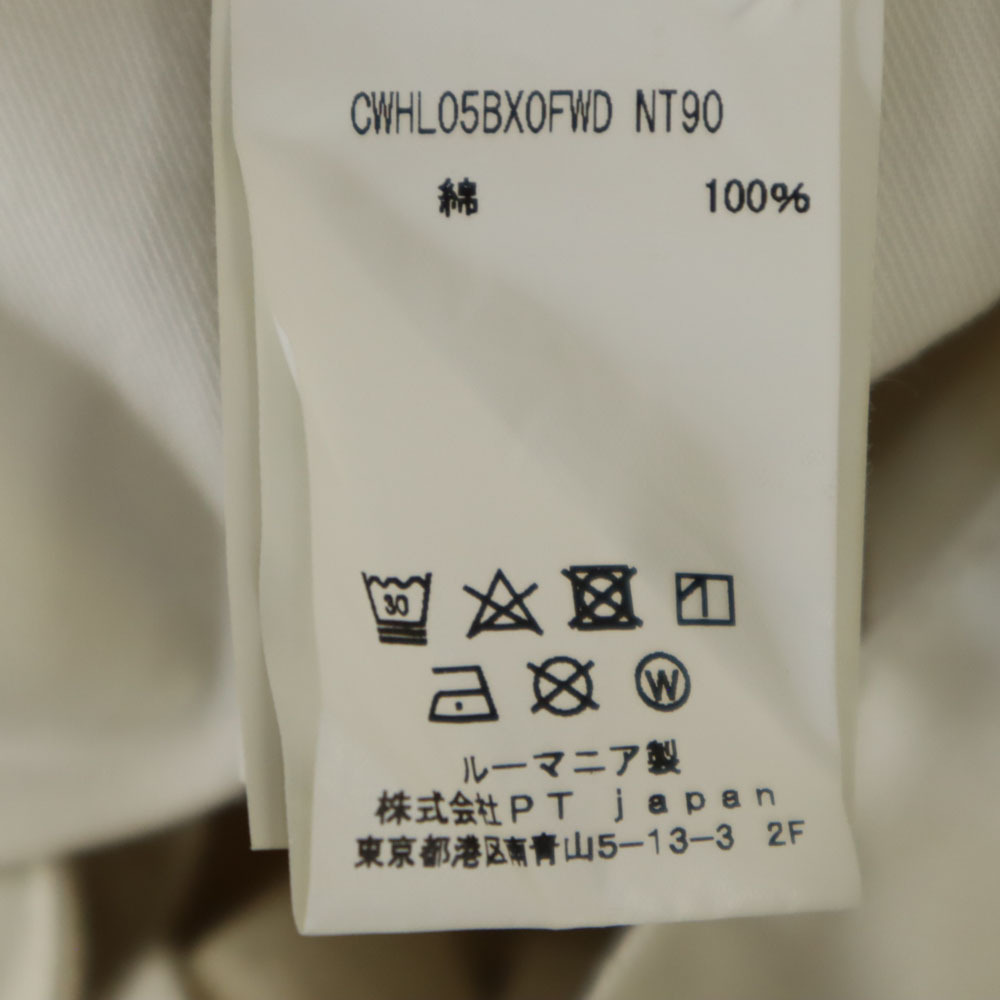 CWHL05BX0FWD NT90
綿 100%
30
W
ルーマニア製
株式会社PT japan
東京都港区南青山5-13-3 2F